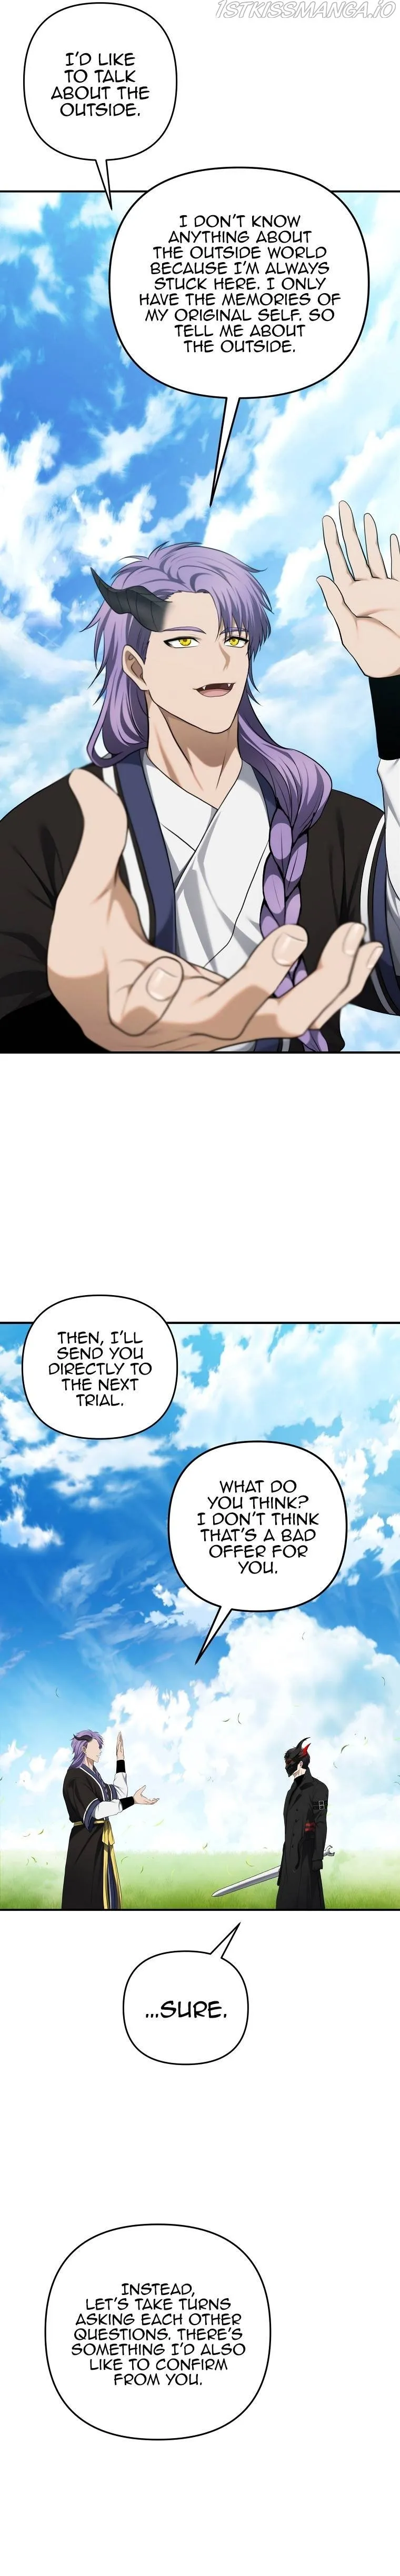 1STKISSMANGA.IO
I'D LIKE
TO TALK
ABOUT THE
OUTSIDE.
I DON'T KNOW
ANYTHING ABOUT
THE OUTSIDE WORLD
BECAUSE I'M ALWAYS
STUCK HERE. I ONLY
HAVE THE MEMORIES OF
MY ORIGINAL SELF. SO
TELL ME ABOUT
THE OUTSIDE.
THEN, I'LL
SEND YOU
DIRECTLY TO
THE NEXT
TRIAL.
WHAT DO
YOU THINK?
I DON'T THINK
THAT'S A BAD
OFFER FOR
YOU.
...SURE.
INSTEAD,
LET'S TAKE TURNS
ASKING EACH OTHER
QUESTIONS. THERE'S
SOMETHING I'D ALSO
LIKE TO CONFIRM
FROM YOU.